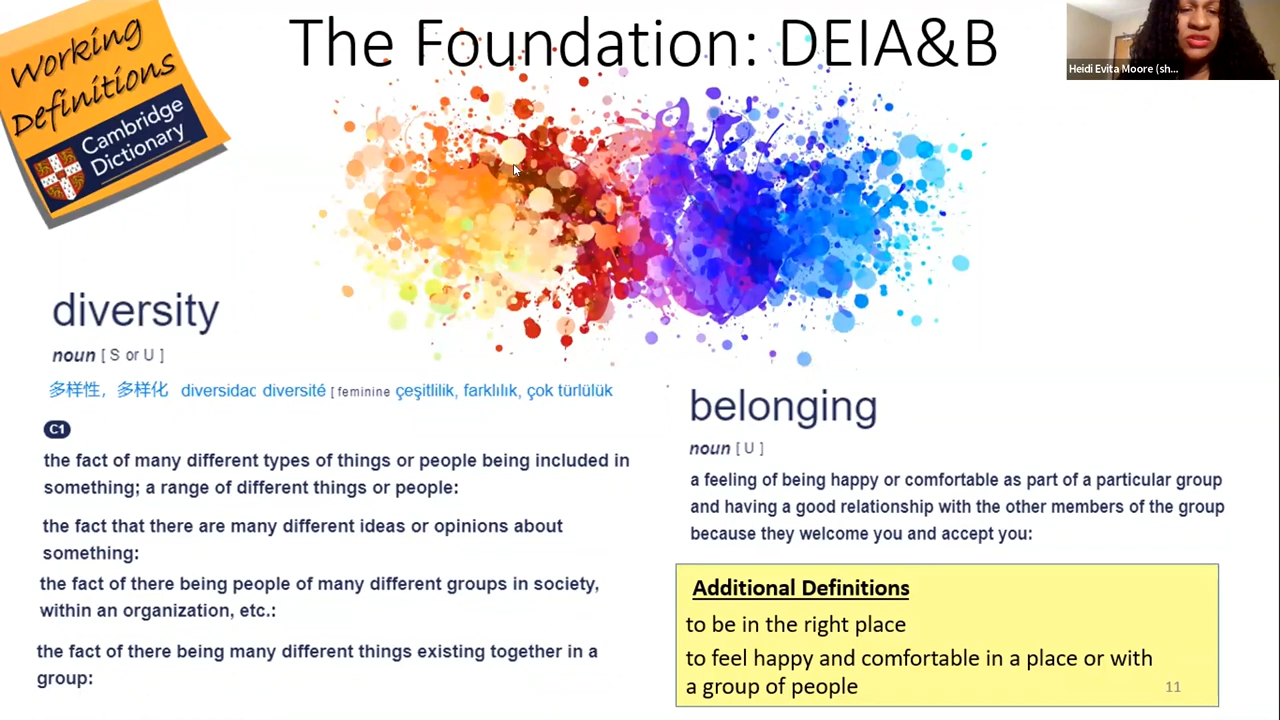 The Foundation: DEIA&B
Heidi Evita Moore (sh...
Working
Definitions
Cambridge
Dictionary
diversity
noun [ S or U ]
多样性，多样化 diversidac diversité [ feminine çeşitlilik, farklılık, çok türlülük
C1
the fact of many different types of things or people being included in
something; a range of different things or people:
the fact that there are many different ideas or opinions about
something:
the fact of there being people of many different groups in society,
within an organization, etc.:
the fact of there being many different things existing together in a
group:
belonging
noun [ U ]
a feeling of being happy or comfortable as part of a particular group
and having a good relationship with the other members of the group
because they welcome you and accept you:
Additional Definitions
to be in the right place
to feel happy and comfortable in a place or with
a group of people
11